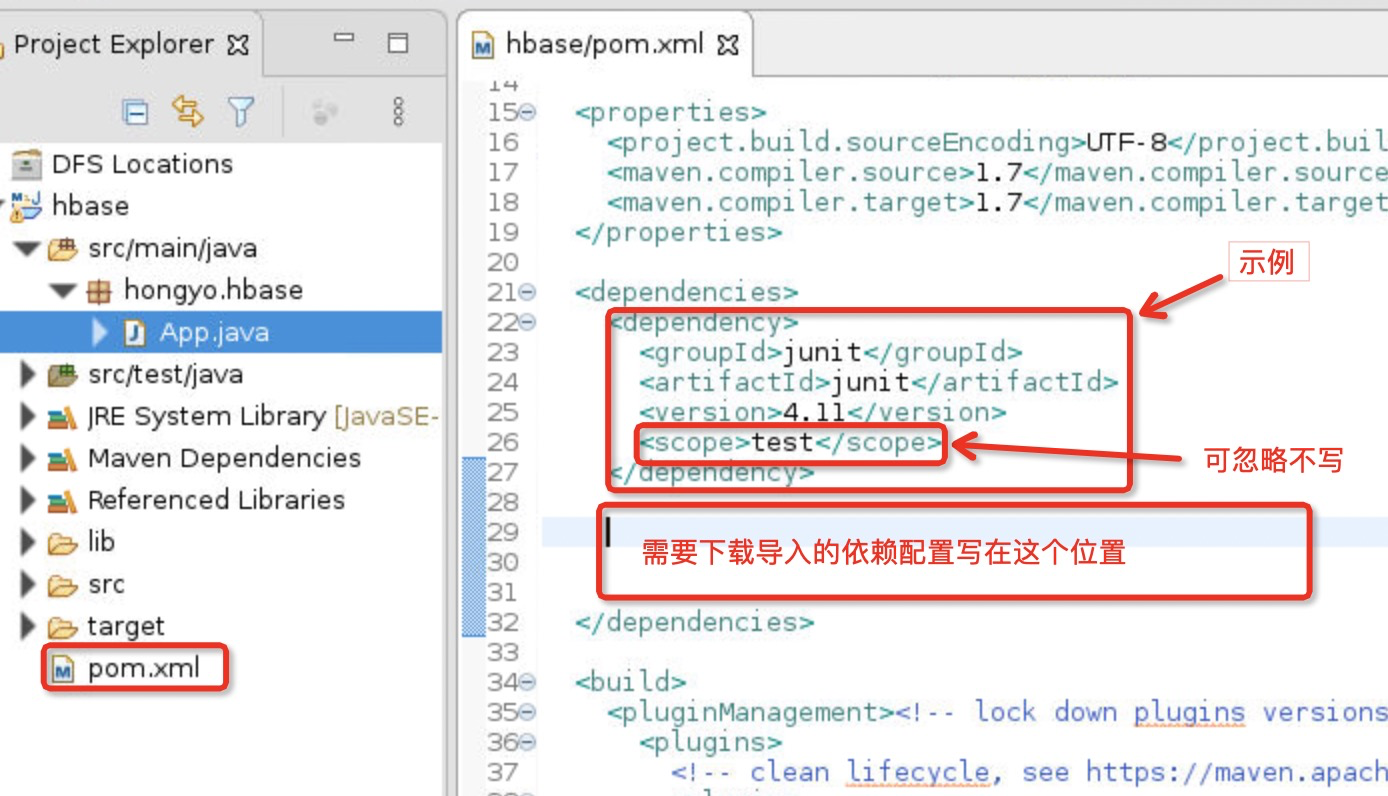 Project Explorer
DFS Locations
hbase
src/main/java
hongyo.hbase
App.java
src/test/java
JRE System Library [JavaSE-
Maven Dependencies
Referenced Libraries
lib
src
target
pom.xml
hbase/pom.xml
14
15 <properties>
16 <project.build.sourceEncoding>UTF-8</project.buil
17 <maven.compiler.source>1.7</maven.compiler.source
18 <maven.compiler.target>1.7</maven.compiler.target
19 </properties>
20
示例
21 <dependencies>
22 <dependency>
23 <groupId>junit</groupId>
24 <artifactId>junit</artifactId>
25 <version>4.11</version>
26 <scope>test</scope>
可忽略不写
27 </dependency>
28
29
需要下载导入的依赖配置写在这个位置
30
31
32 </dependencies>
33
34 <build>
35 <pluginManagement><!-- lock down plugins versions
36 <plugins>
37 <!-- clean lifecycle, see https://maven.apach